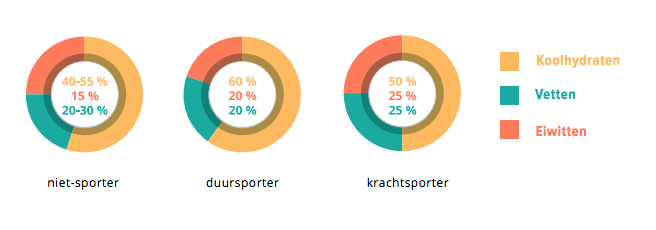 40-55 %
15 %
20-30 %
niet-sporter
60 %
20 %
20 %
duursporter
50 %
25 %
25 %
krachtsporter
Koolhydraten
Vetten
Eiwitten